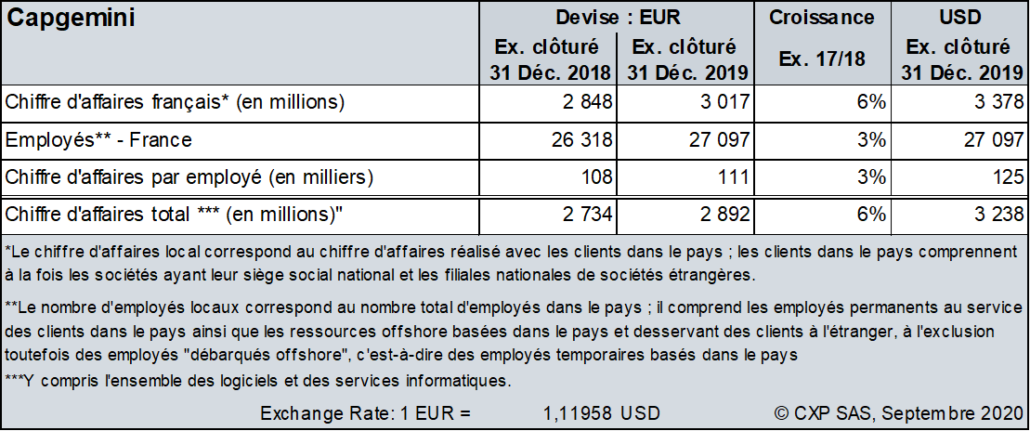 Capgemini Devise : EUR Croissance USD
Ex. clôturé 31 Déc. 2018 Ex. clôturé 31 Déc. 2019 Ex. 17/18 Ex. clôturé 31 Déc. 2019
Chiffre d'affaires français* (en millions) 2 848 3 017 6% 3 378
Employés** - France 26 318 27 097 3% 27 097
Chiffre d'affaires par employé (en milliers) 108 111 3% 125
Chiffre d'affaires total *** (en millions)" 2 734 2 892 6% 3 238
*Le chiffre d'affaires local correspond au chiffre d'affaires réalisé avec les clients dans le pays ; les clients dans le pays comprennent
à la fois les sociétés ayant leur siège social national et les filiales nationales de sociétés étrangères.
**Le nombre d'employés locaux correspond au nombre total d'employés dans le pays ; il comprend les employés permanents au service
des clients dans le pays ainsi que les ressources offshore basées dans le pays et desservant des clients à l'étranger, à l'exclusion
toutefois des employés "débarqués offshore", c'est-à-dire des employés temporaires basés dans le pays
***Y compris l'ensemble des logiciels et des services informatiques.
Exchange Rate: 1 EUR = 1,11958 USD © CXP SAS, Septembre 2020